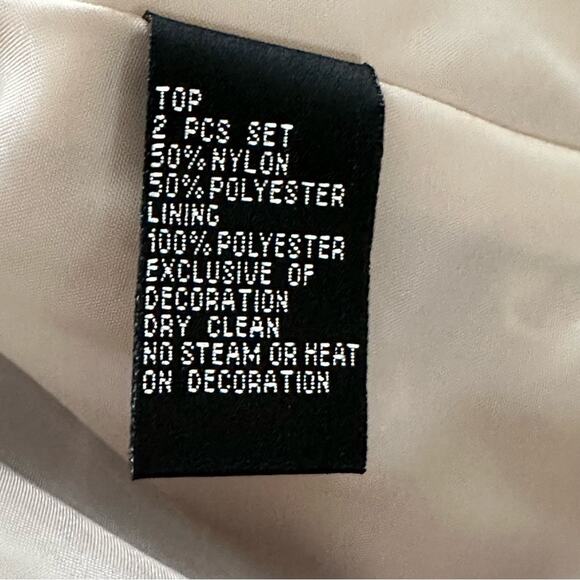 TOP
2 PCS SET
50% NYLON
50% POLYESTER
LINING
100% POLYESTER
EXCLUSIVE OF
DECORATION
DRY CLEAN
NO STEAM OR HEAT
ON DECORATION